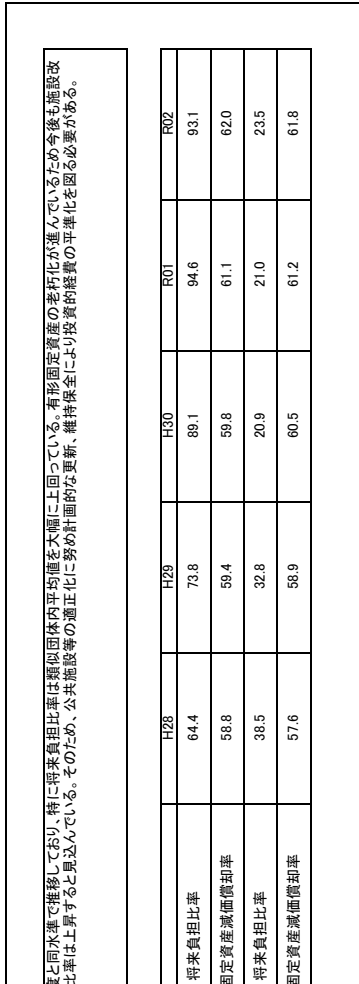 度と同水準で推移しており、特に将来負担比率は類似団体内平均値を大幅に上回っている。有形固定資産の老朽化が進んでいるため今後も施設改
比率は上昇すると見込んでいる。そのため、公共施設等の適正化に努め計画的な更新、維持保全により投資的経費の平準化を図る必要がある。
H28 H29 H30 R01 R02
将来負担比率 64.4 73.8 89.1 94.6 93.1
固定資産減価償却率 58.8 59.4 59.8 61.1 62.0
将来負担比率 38.5 32.8 20.9 21.0 23.5
固定資産減価償却率 57.6 58.9 60.5 61.2 61.8